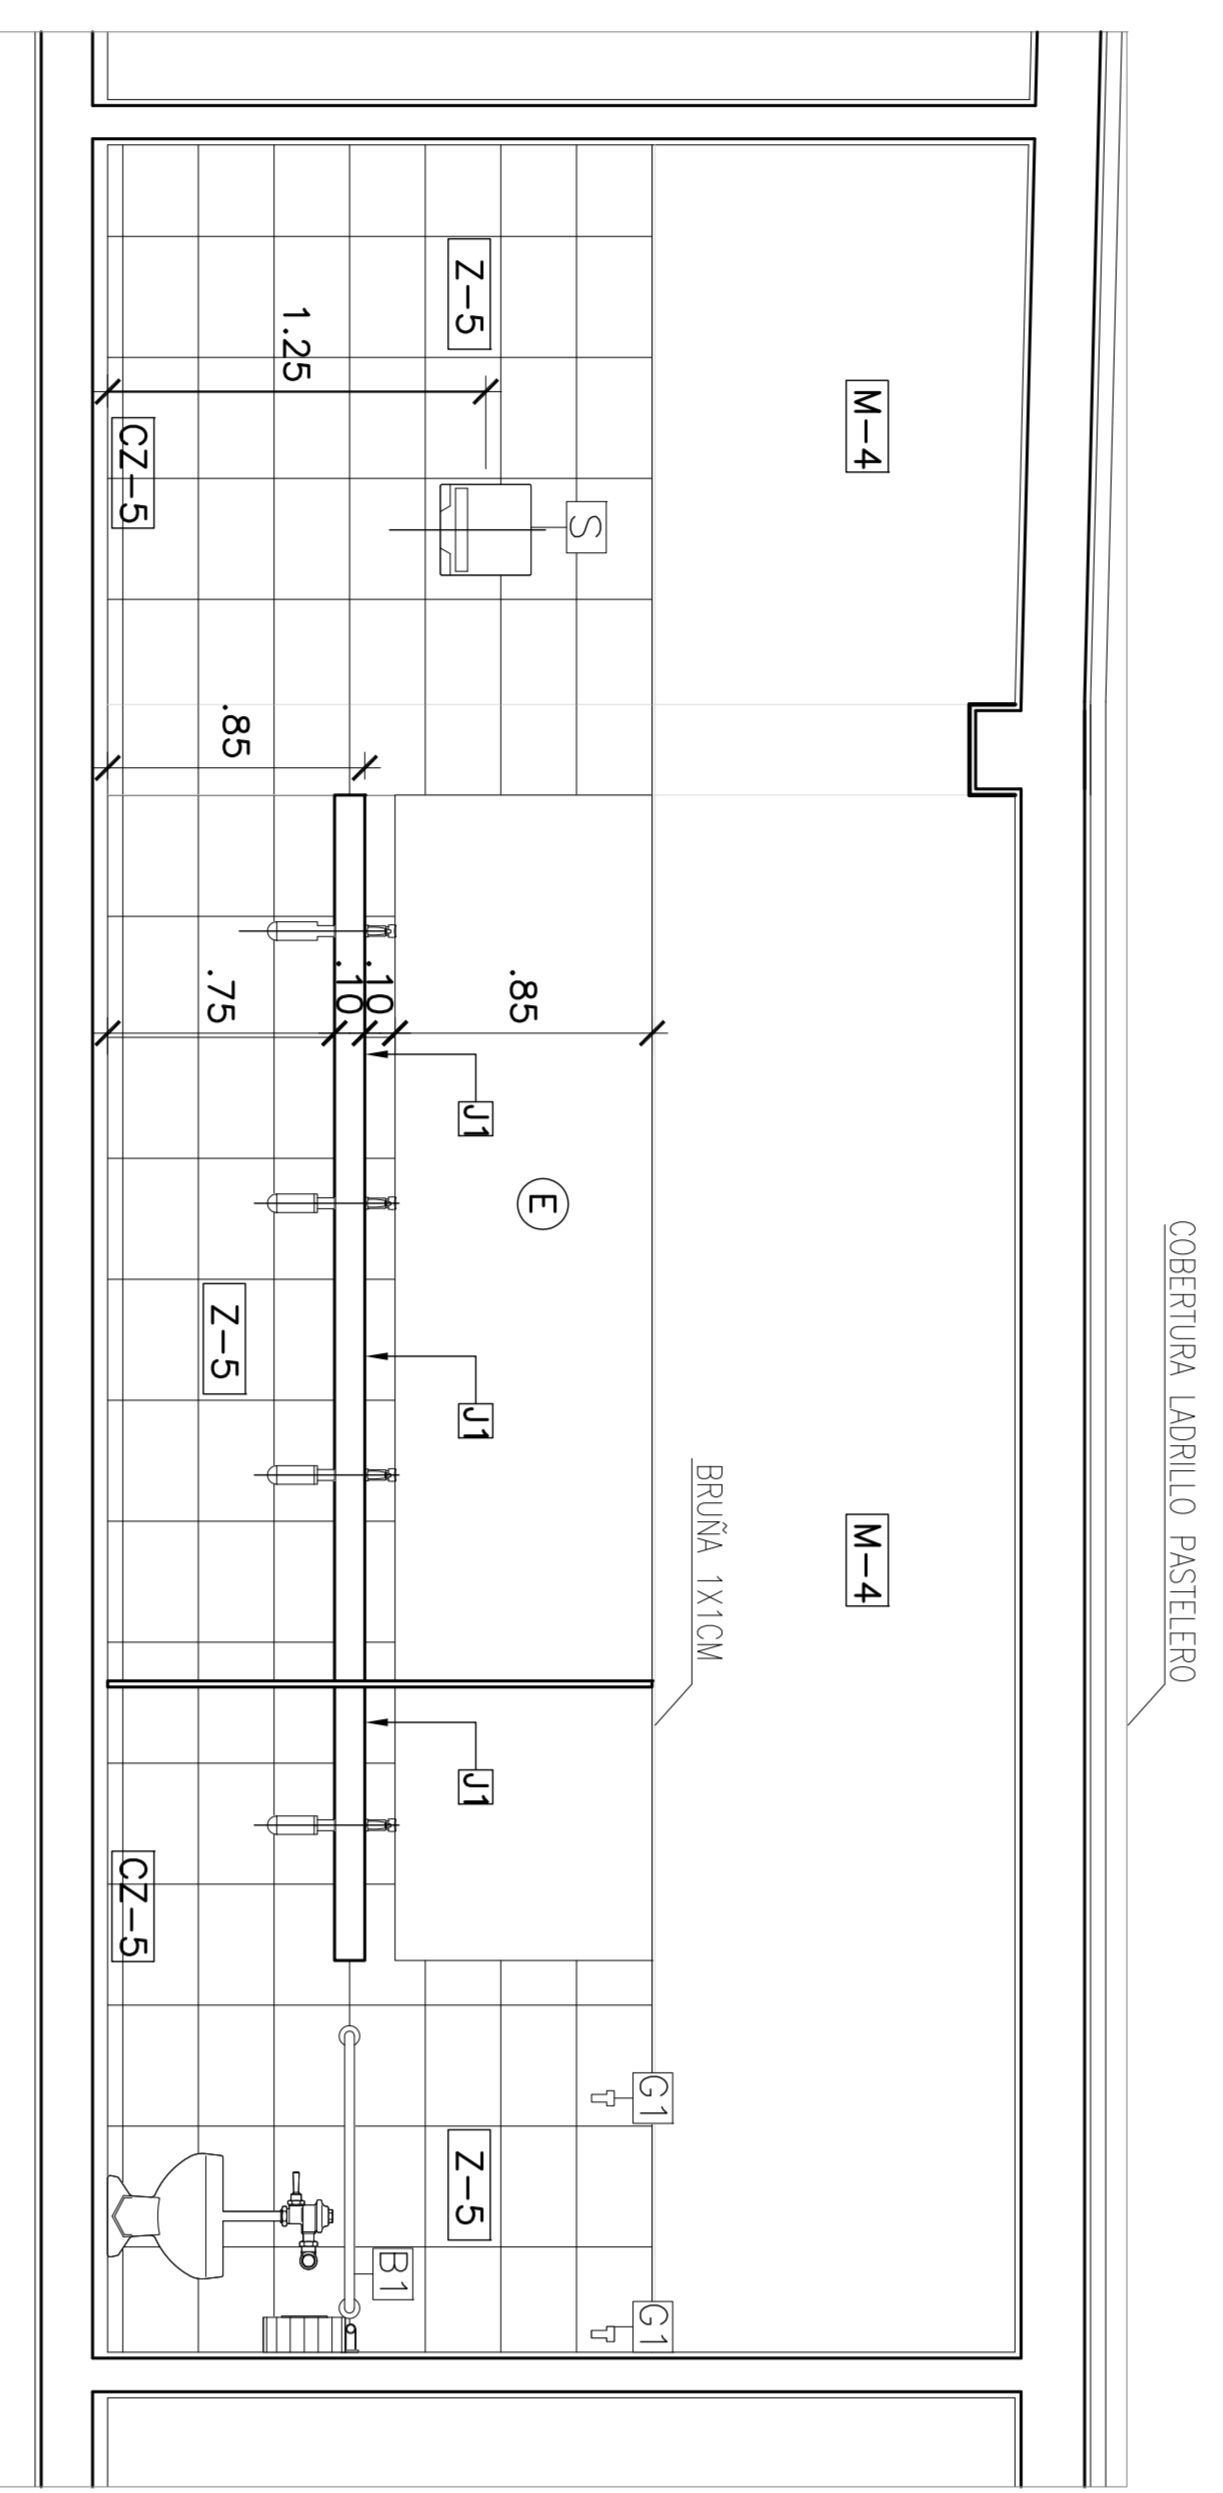 COBERTURA LADRILLO PASTELERO
M-4
M-4
BRUÑA 1X1CM
G1
G1
S
E
.85
Z-5
Z-5
J1
J1
J1
B1
.10
.10
1.25
.85
.75
Z-5
CZ-5
CZ-5